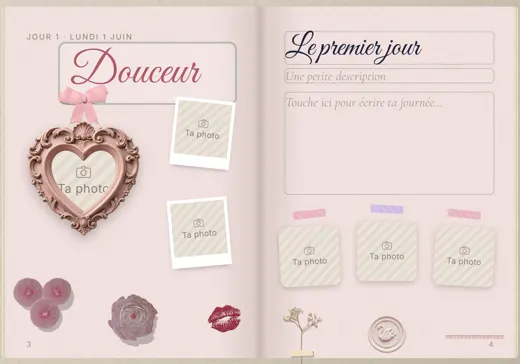 JOUR 1 · LUNDI 1 JUIN
Douceur
Ta photo
Ta photo
Ta photo
3
Le premier jour
Une petite description
Touche ici pour écrire ta journée...
Ta photo
Ta photo
Ta photo
4